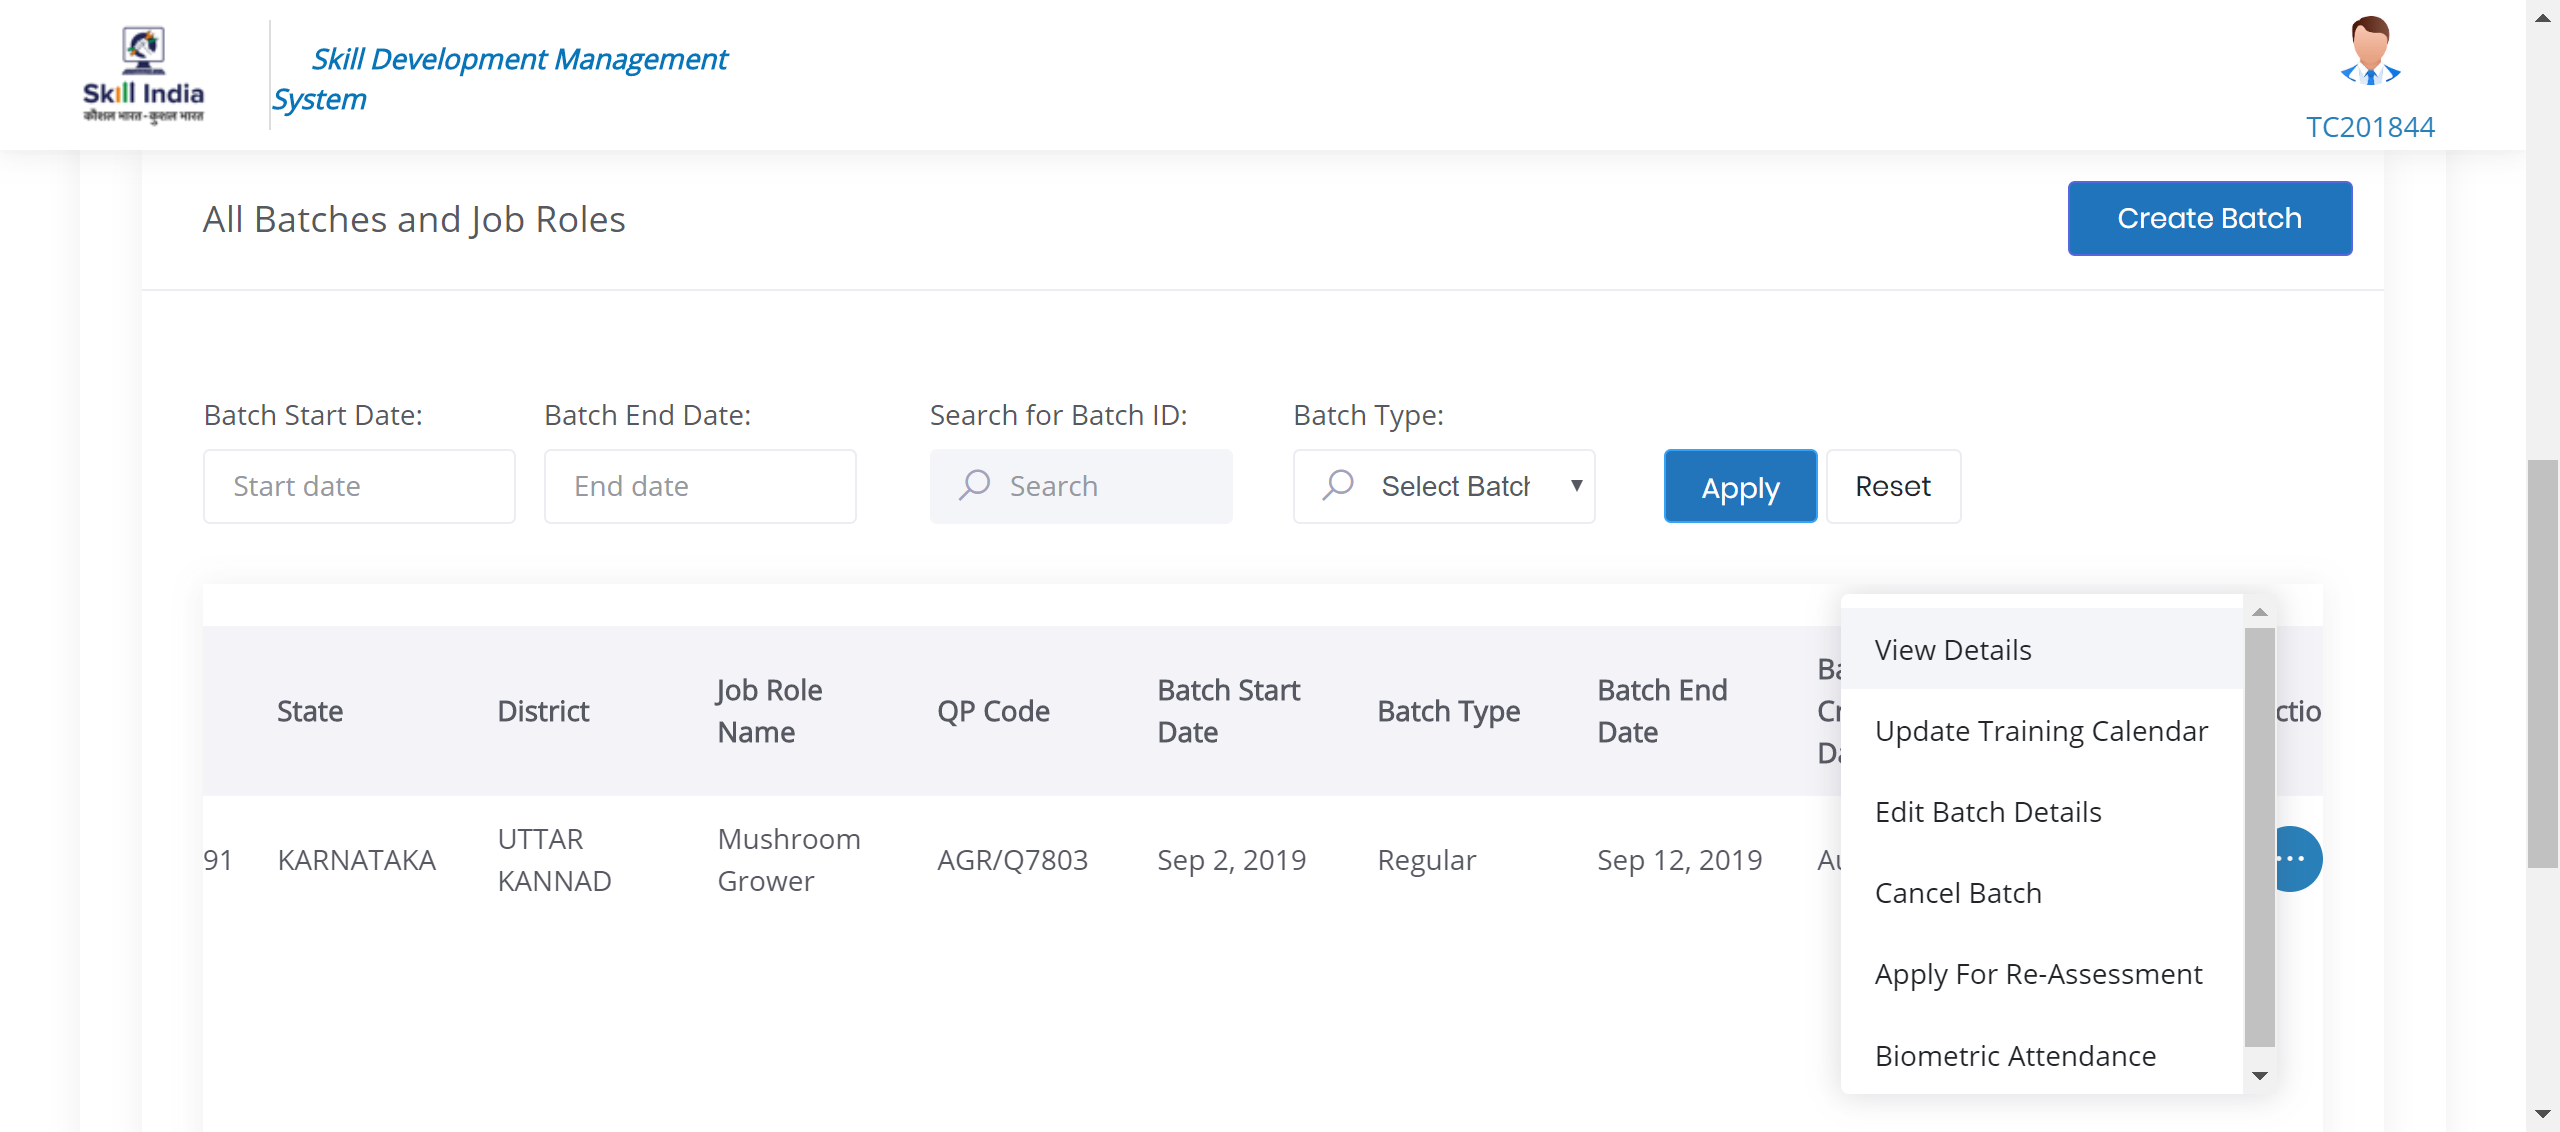 Skill India
कौशल भारत-कुशल भारत
Skill Development Management
System
TC201844
All Batches and Job Roles
Create Batch
Batch Start Date:
Batch End Date:
Search for Batch ID:
Batch Type:
Start date
End date
Search
Select Batch
Apply
Reset
State
District
Job Role
Name
QP Code
Batch Start
Date
Batch Type
Batch End
Date
Ba
Cr
Da
ctio
91
KARNATAKA
UTTAR
KANNAD
Mushroom
Grower
AGR/Q7803
Sep 2, 2019
Regular
Sep 12, 2019
Au
View Details
Update Training Calendar
Edit Batch Details
Cancel Batch
Apply For Re-Assessment
Biometric Attendance